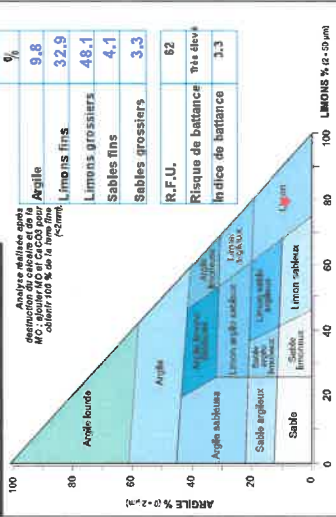 %
Analyse réalisée après
destruction du calcaire et de la
MO : ajouter MO et CaCO3 pour
obtenir 100 % de la terre fine
(<2mm).
Argile 9.8
Limons fins 32.9
Limons grossiers 48.1
Sables fins 4.1
Sables grossiers 3.3
R.F.U. 62
Risque de battance Très élevé
Indice de battance 3.3
ARGILE % (0 - 2 µm)
100
80
60
40
20
0
Argile lourde
Argile
Argile sableuse
Argile limoneuse
Limon argilo sableux
Limon argileux
Sable argileux
Limon sablo argileux
Sable argilo limoneux
Sable
Sable limoneux
Limon sableux
Limon
0
20
40
60
80
100
LIMONS % (2 - 50 µm)